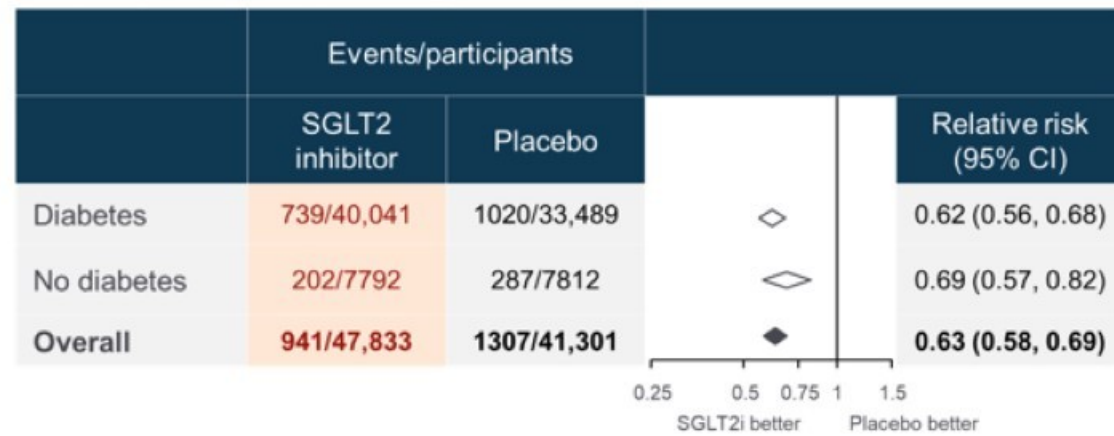 Events/participants
SGLT2
inhibitor
Placebo
Relative risk
(95% CI)
Diabetes 739/40,041 1020/33,489 0.62 (0.56, 0.68)
No diabetes 202/7792 287/7812 0.69 (0.57, 0.82)
Overall 941/47,833 1307/41,301 0.63 (0.58, 0.69)
0.25 0.5 0.75 1 1.5
SGLT2i better Placebo better